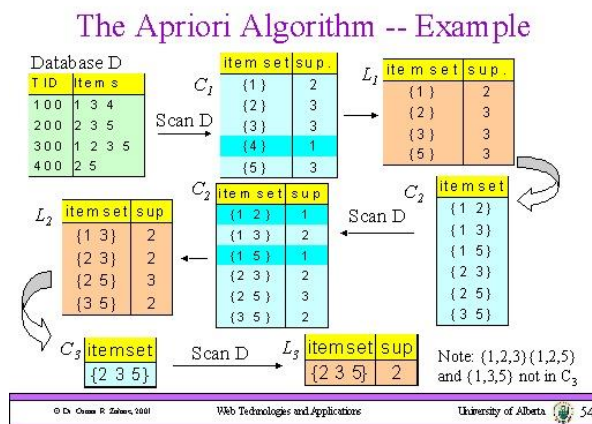 The Apriori Algorithm -- Example
Database D
TID Items
100 1 3 4
200 2 3 5
300 1 2 3 5
400 2 5
Scan D
C1
itemset sup.
{1} 2
{2} 3
{3} 3
{4} 1
{5} 3
L1
itemset sup.
{1} 2
{2} 3
{3} 3
{5} 3
C2
itemset
{1 2}
{1 3}
{1 5}
{2 3}
{2 5}
{3 5}
Scan D
C2
itemset sup
{1 2} 1
{1 3} 2
{1 5} 1
{2 3} 2
{2 5} 3
{3 5} 2
L2
itemset sup
{1 3} 2
{2 3} 2
{2 5} 3
{3 5} 2
C3
itemset
{2 3 5}
Scan D
L3
itemset sup
{2 3 5} 2
Note: {1,2,3}{1,2,5}
and {1,3,5} not in C3
© Dr. Osmar R. Zaïane, 2001
Web Technologies and Applications
University of Alberta
54